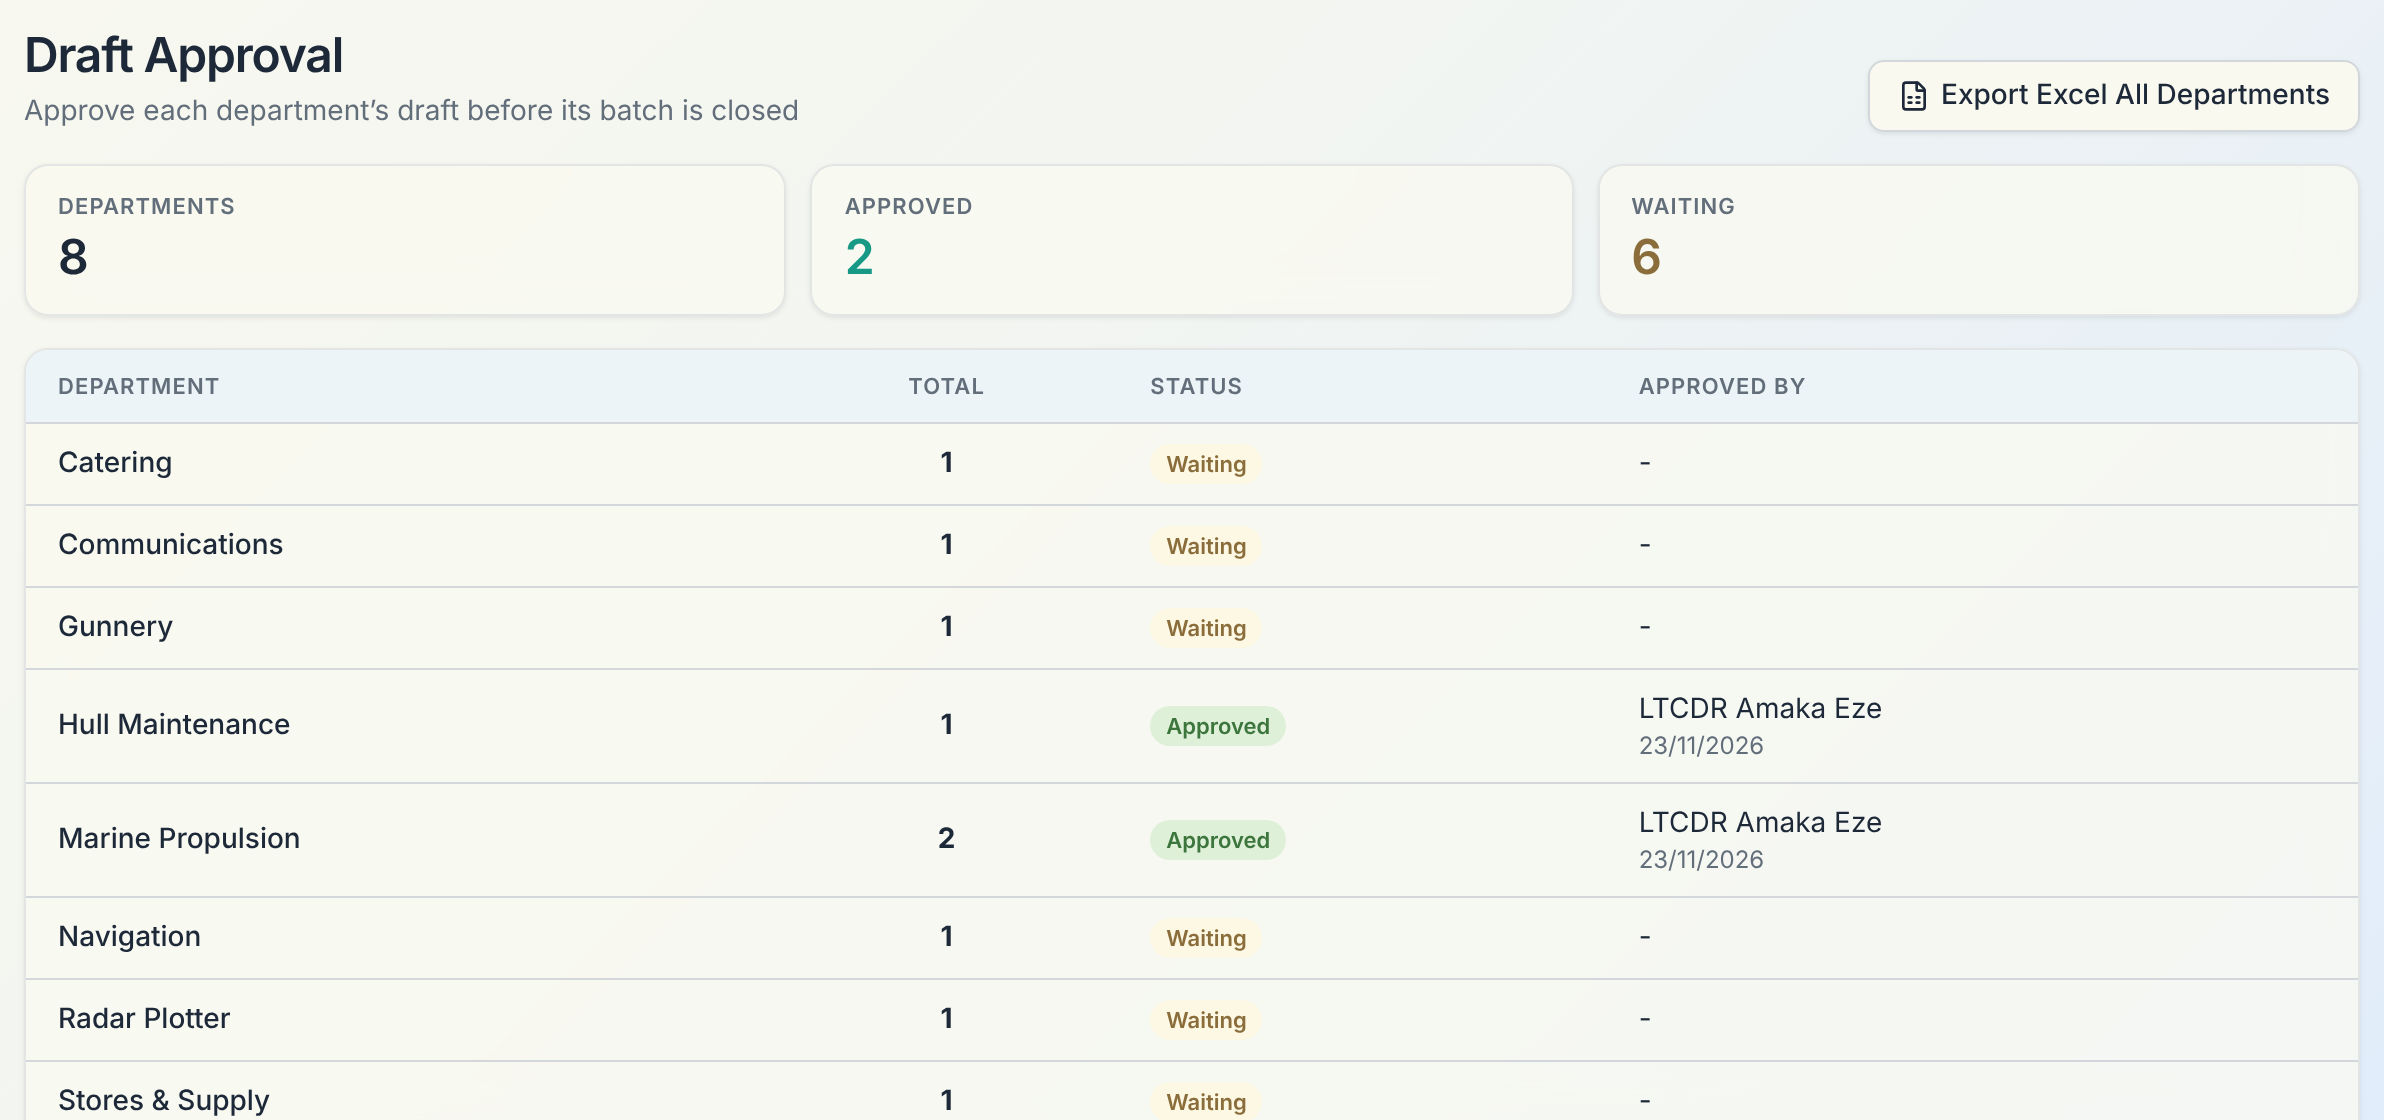 Draft Approval
Approve each department’s draft before its batch is closed
Export Excel All Departments
DEPARTMENTS
8
APPROVED
2
WAITING
6
DEPARTMENT TOTAL STATUS APPROVED BY
Catering 1 Waiting -
Communications 1 Waiting -
Gunnery 1 Waiting -
Hull Maintenance 1 Approved LTCDR Amaka Eze
23/11/2026
Marine Propulsion 2 Approved LTCDR Amaka Eze
23/11/2026
Navigation 1 Waiting -
Radar Plotter 1 Waiting -
Stores & Supply 1 Waiting -